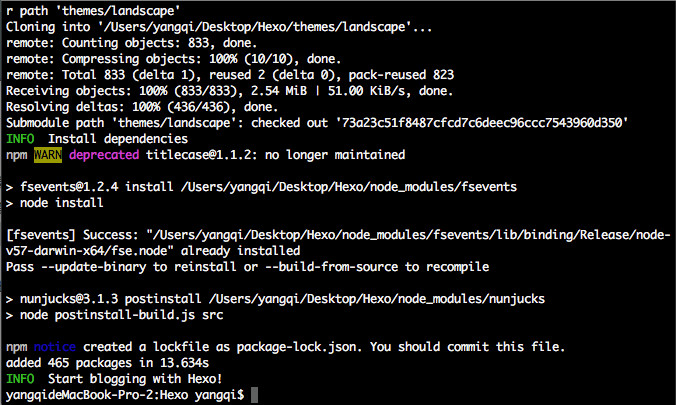 r path 'themes/landscape'
Cloning into '/Users/yangqi/Desktop/Hexo/themes/landscape'...
remote: Counting objects: 833, done.
remote: Compressing objects: 100% (10/10), done.
remote: Total 833 (delta 1), reused 2 (delta 0), pack-reused 823
Receiving objects: 100% (833/833), 2.54 MiB | 51.00 KiB/s, done.
Resolving deltas: 100% (436/436), done.
Submodule path 'themes/landscape': checked out '73a23c51f8487cfcd7c6deec96ccc7543960d350'
INFO  Install dependencies
npm WARN deprecated titlecase@1.1.2: no longer maintained

> fsevents@1.2.4 install /Users/yangqi/Desktop/Hexo/node_modules/fsevents
> node install

[fsevents] Success: "/Users/yangqi/Desktop/Hexo/node_modules/fsevents/lib/binding/Release/node-
v57-darwin-x64/fse.node" already installed
Pass --update-binary to reinstall or --build-from-source to recompile

> nunjucks@3.1.3 postinstall /Users/yangqi/Desktop/Hexo/node_modules/nunjucks
> node postinstall-build.js src

npm notice created a lockfile as package-lock.json. You should commit this file.
added 465 packages in 13.634s
INFO  Start blogging with Hexo!
yangqideMacBook-Pro-2:Hexo yangqi$